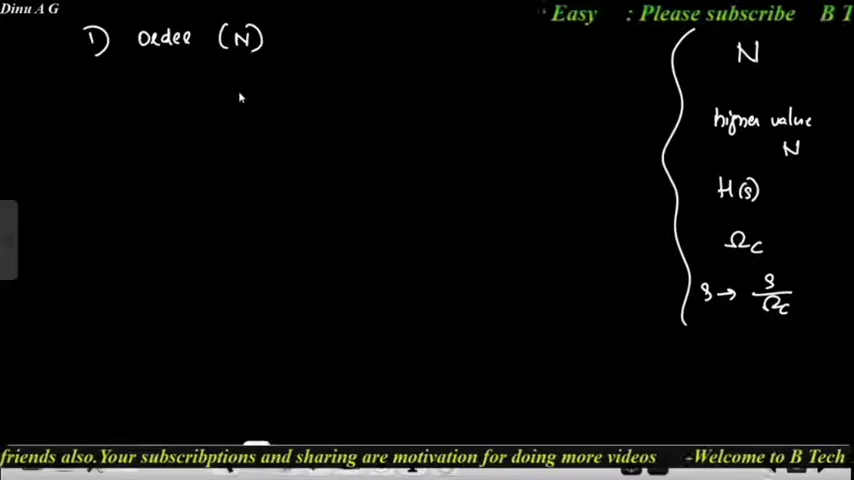 Dinu A G
Easy : Please subscribe B T
1) Order (N)
N
higher value
N
H(s)
Ωc
s → s/Ωc
friends also.Your subscribptions and sharing are motivation for doing more videos -Welcome to B Tech